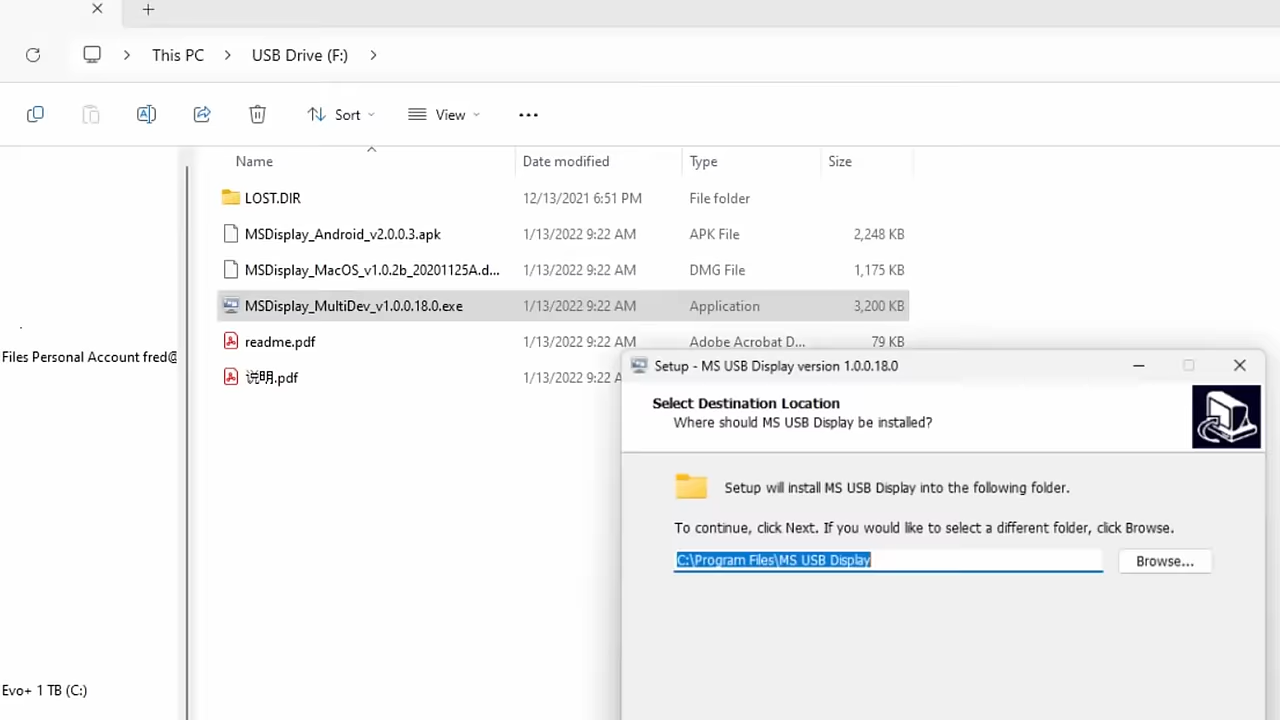 This PC
USB Drive (F:)
Sort
View
Name
Date modified
Type
Size
LOST.DIR
12/13/2021 6:51 PM
File folder
MSDisplay_Android_v2.0.0.3.apk
1/13/2022 9:22 AM
APK File
2,248 KB
MSDisplay_MacOS_v1.0.2b_20201125A.d...
1/13/2022 9:22 AM
DMG File
1,175 KB
MSDisplay_MultiDev_v1.0.0.18.0.exe
1/13/2022 9:22 AM
Application
3,200 KB
readme.pdf
1/13/2022 9:22 AM
Adobe Acrobat D...
79 KB
说明.pdf
1/13/2022 9:22 A
Files Personal Account fred@
Evo+ 1 TB (C:)
Setup - MS USB Display version 1.0.0.18.0
Select Destination Location
Where should MS USB Display be installed?
Setup will install MS USB Display into the following folder.
To continue, click Next. If you would like to select a different folder, click Browse.
C:\Program Files\MS USB Display
Browse...